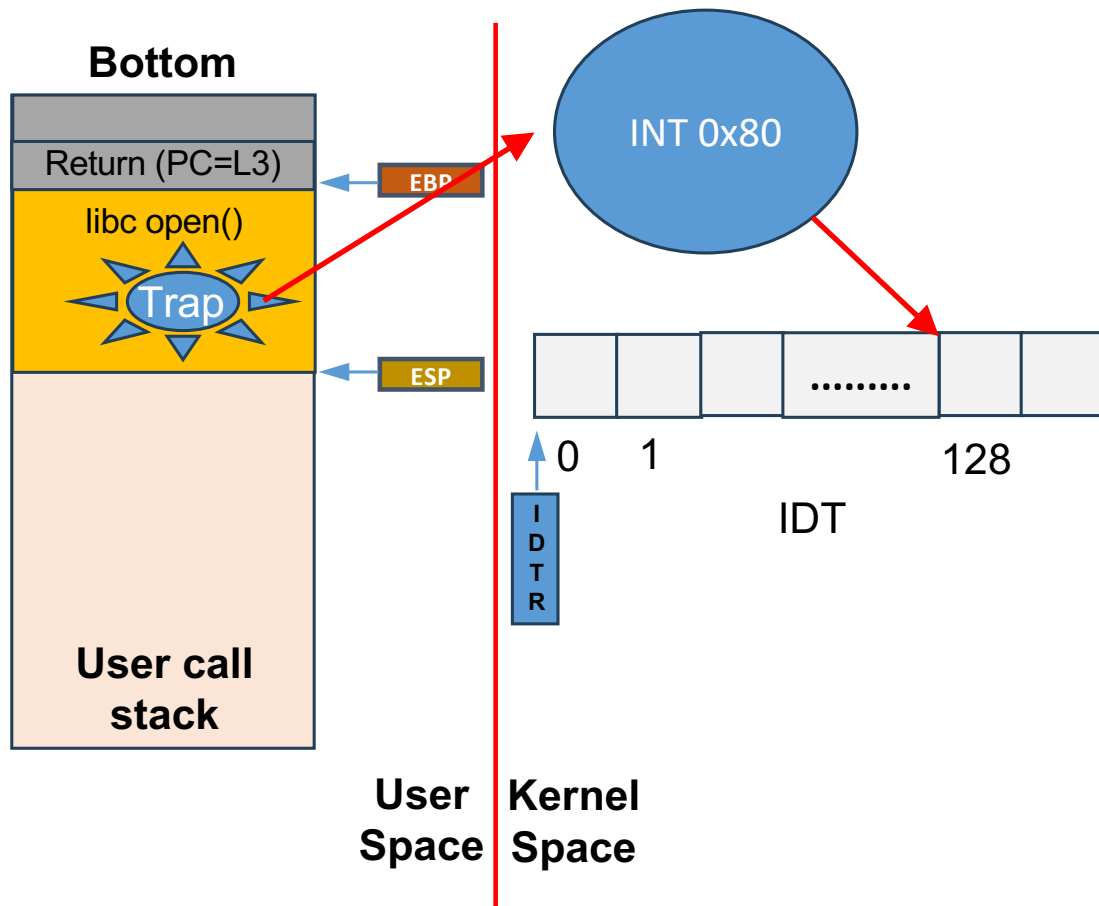 Bottom
Return (PC=L3)
EBP
libc open()
Trap
ESP
User call
stack
User
Space
Kernel
Space
INT 0x80
.........
0
1
128
IDT
I
D
T
R